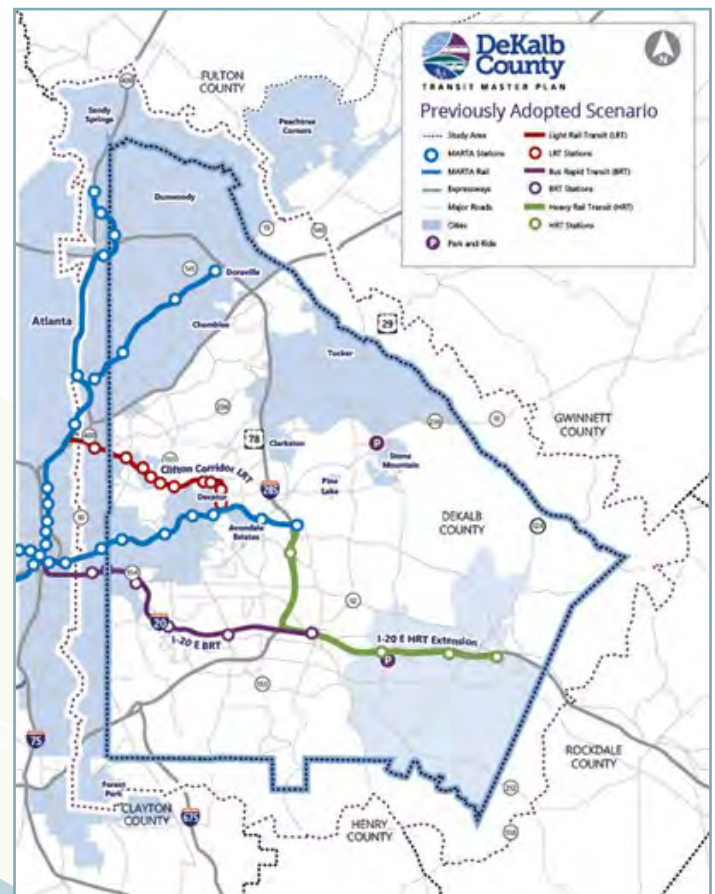 DeKalb
County
TRANSIT MASTER PLAN
N
Previously Adopted Scenario
Study Area
MARTA Stations
MARTA Rail
Expressways
Major Roads
Cities
P
Park and Ride
Light Rail Transit (LRT)
LRT Stations
Bus Rapid Transit (BRT)
BRT Stations
Heavy Rail Transit (HRT)
HRT Stations
FULTON
COUNTY
Sandy
Springs
Peachtree
Corners
Dunwoody
Doraville
Atlanta
Chamblee
29
Tucker
GWINNETT
COUNTY
78
Clarkston
P
Stone
Mountain
Clifton Corridor LRT
285
Pine
Lake
Decatur
Avondale
Estates
DEKALB
COUNTY
20
I-20 E BRT
I-20 E HRT Extension
P
75
ROCKDALE
COUNTY
Forest
Park
CLAYTON
COUNTY
675
HENRY
COUNTY